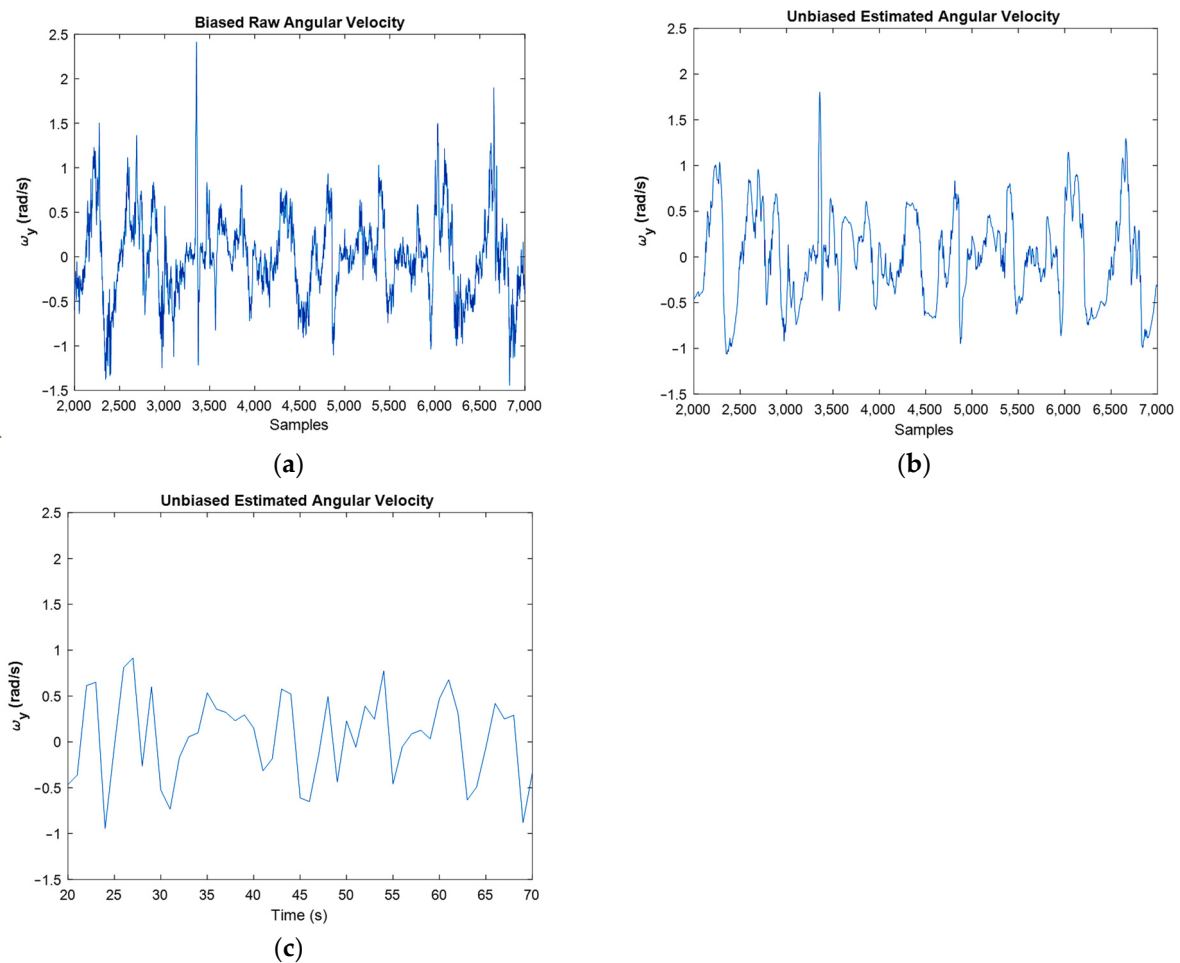 Biased Raw Angular Velocity
2.5
2
1.5
1
0.5
0
−0.5
−1
−1.5
ω_y (rad/s)
2,000 2,500 3,000 3,500 4,000 4,500 5,000 5,500 6,000 6,500 7,000
Samples
(a)
Unbiased Estimated Angular Velocity
2.5
2
1.5
1
0.5
0
−0.5
−1
−1.5
ω_y (rad/s)
2,000 2,500 3,000 3,500 4,000 4,500 5,000 5,500 6,000 6,500 7,000
Samples
(b)
Unbiased Estimated Angular Velocity
2.5
2
1.5
1
0.5
0
−0.5
−1
−1.5
ω_y (rad/s)
20 25 30 35 40 45 50 55 60 65 70
Time (s)
(c)